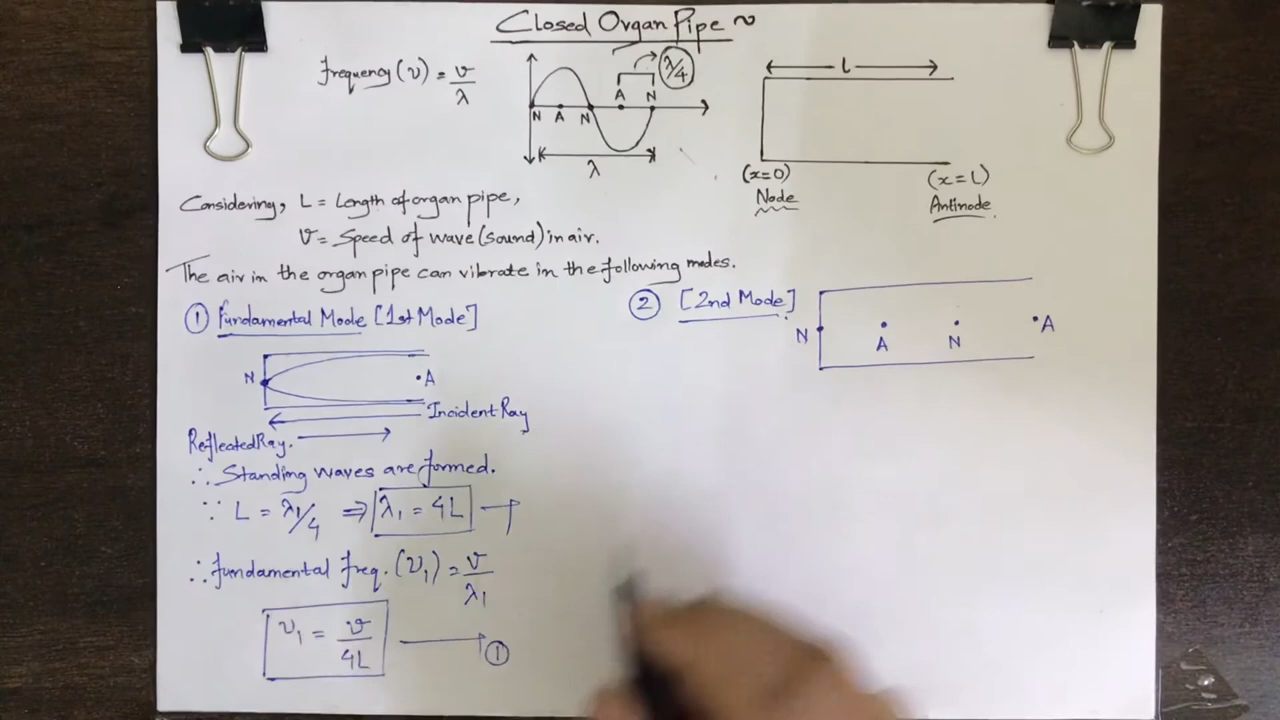 Closed Organ Pipe ~
Frequency (ν) = v/λ
λ/4
A N
N A N
λ
L
(x=0)
Node
(x=L)
Antinode
Considering, L = Length of organ pipe,
v = Speed of wave (sound) in air.
The air in the organ pipe can vibrate in the following modes.
① Fundamental Mode [1st Mode]
N A
Incident Ray
Reflected Ray.
∴ Standing waves are formed.
∵ L = λ₁/4 ⇒ λ₁ = 4L
∴ fundamental freq. (ν₁) = v/λ₁
ν₁ = v/4L ①
② [2nd Mode]
N A N A